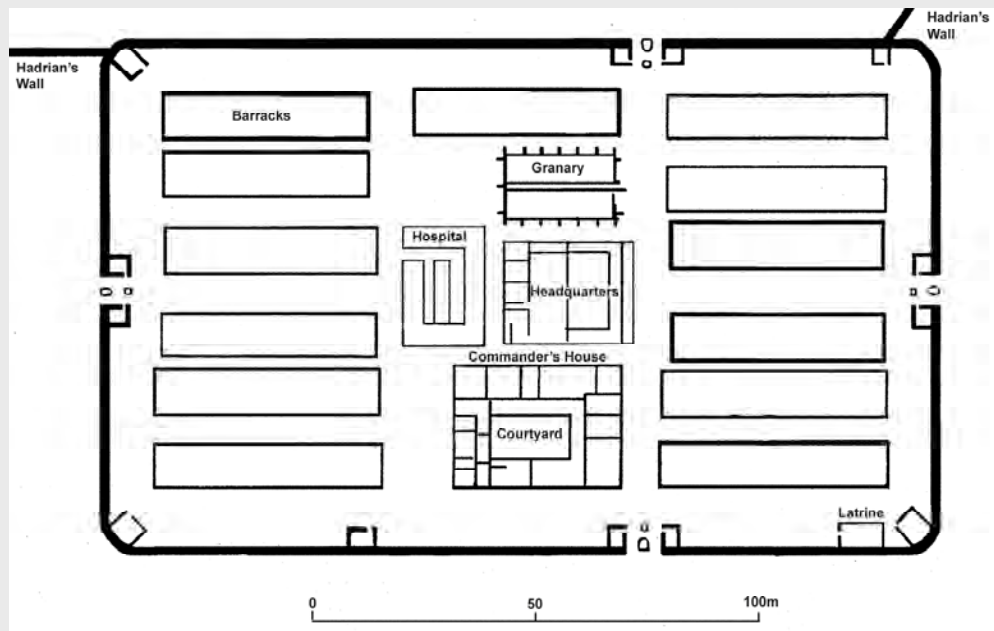 Hadrian's
Wall
Hadrian's
Wall
Barracks
Granary
Hospital
Headquarters
Commander's House
Courtyard
Latrine
0 50 100m